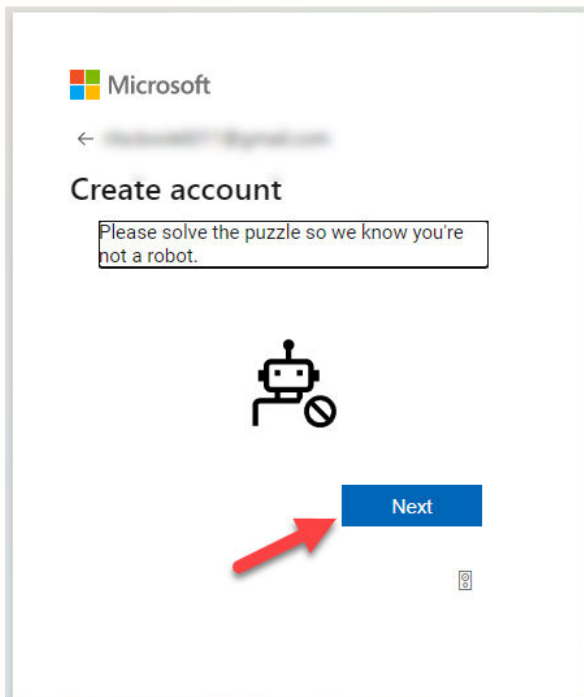 Microsoft
Create account
Please solve the puzzle so we know you're
not a robot.
Next